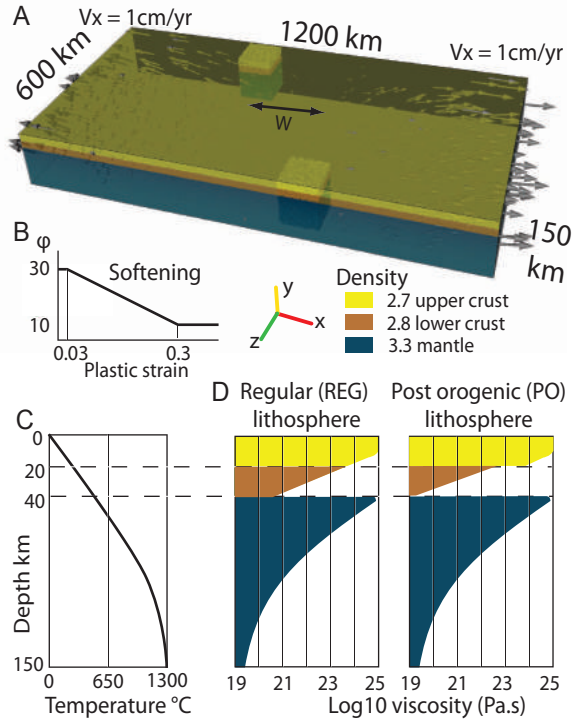 A
Vx = 1cm/yr
1200 km
Vx = 1cm/yr
600 km
W
150
km
B
φ
30
10
Softening
0.03
0.3
Plastic strain
y
x
z
Density
2.7 upper crust
2.8 lower crust
3.3 mantle
C
0
20
40
150
Depth km
0
650
1300
Temperature °C
D
Regular (REG)
lithosphere
Post orogenic (PO)
lithosphere
19
21
23
25
19
21
23
25
Log10 viscosity (Pa.s)